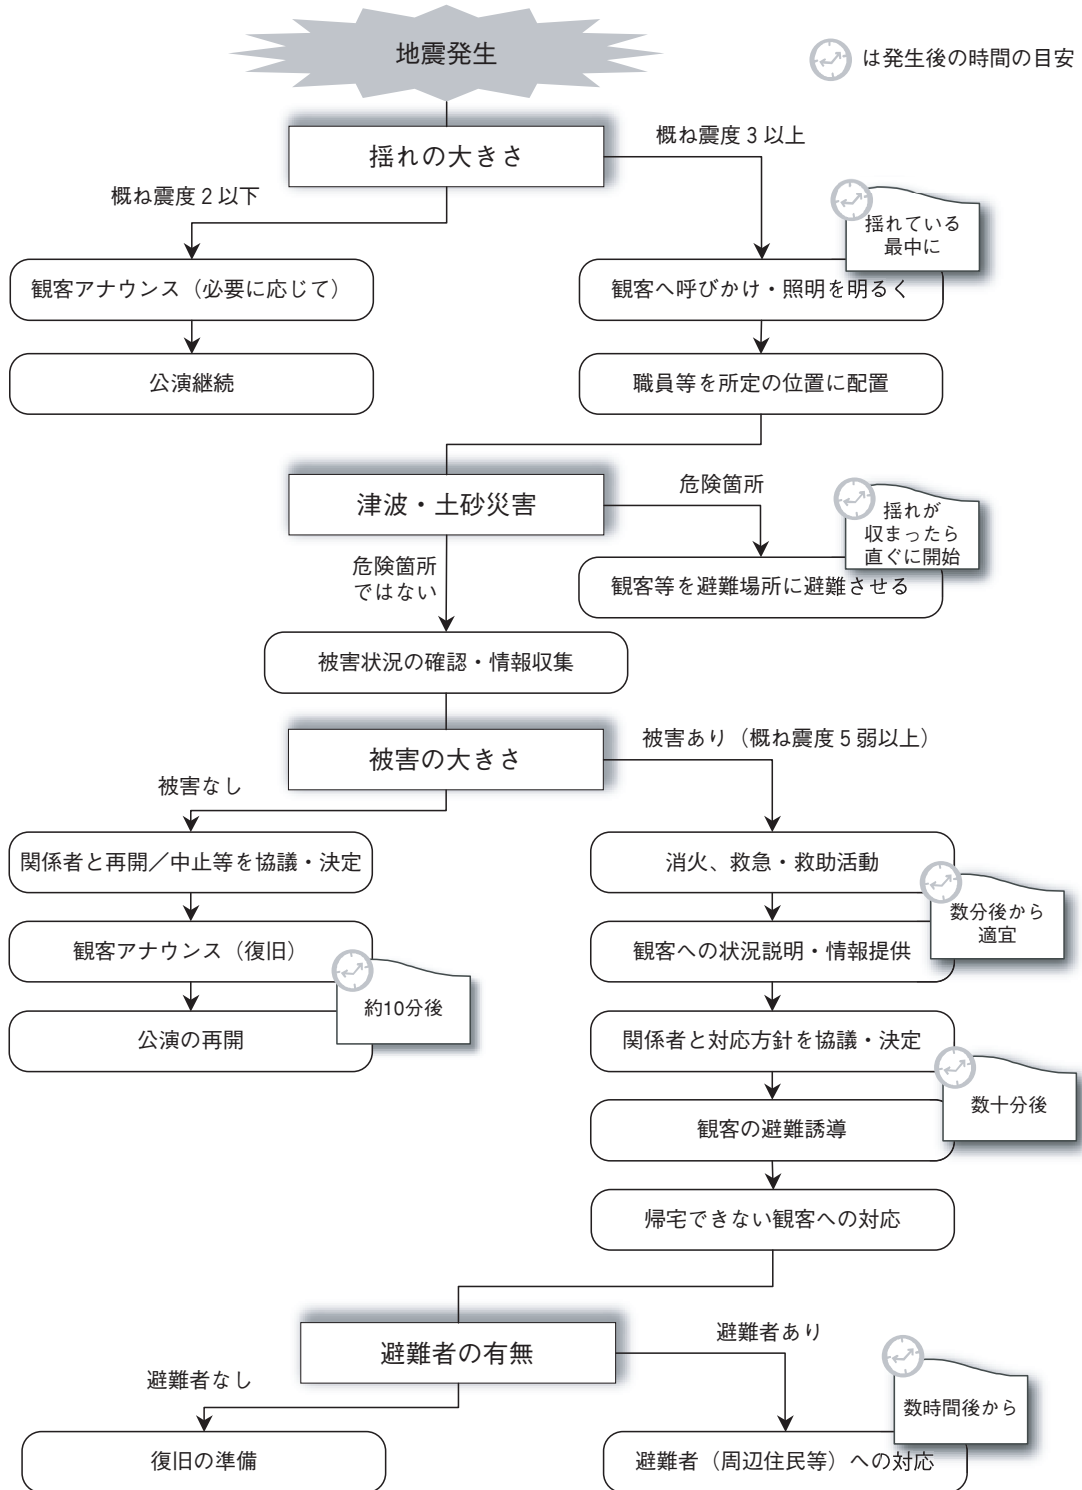 地震発生
は発生後の時間の目安
揺れの大きさ
概ね震度3以上
概ね震度2以下
揺れている
最中に
観客アナウンス（必要に応じて）
観客へ呼びかけ・照明を明るく
公演継続
職員等を所定の位置に配置
津波・土砂災害
危険箇所
揺れが
収まったら
直ぐに開始
危険箇所
ではない
観客等を避難場所に避難させる
被害状況の確認・情報収集
被害の大きさ
被害あり（概ね震度5弱以上）
被害なし
関係者と再開／中止等を協議・決定
消火、救急・救助活動
数分後から
適宜
観客アナウンス（復旧）
観客への状況説明・情報提供
約10分後
公演の再開
関係者と対応方針を協議・決定
数十分後
観客の避難誘導
帰宅できない観客への対応
避難者の有無
避難者あり
避難者なし
数時間後から
復旧の準備
避難者（周辺住民等）への対応